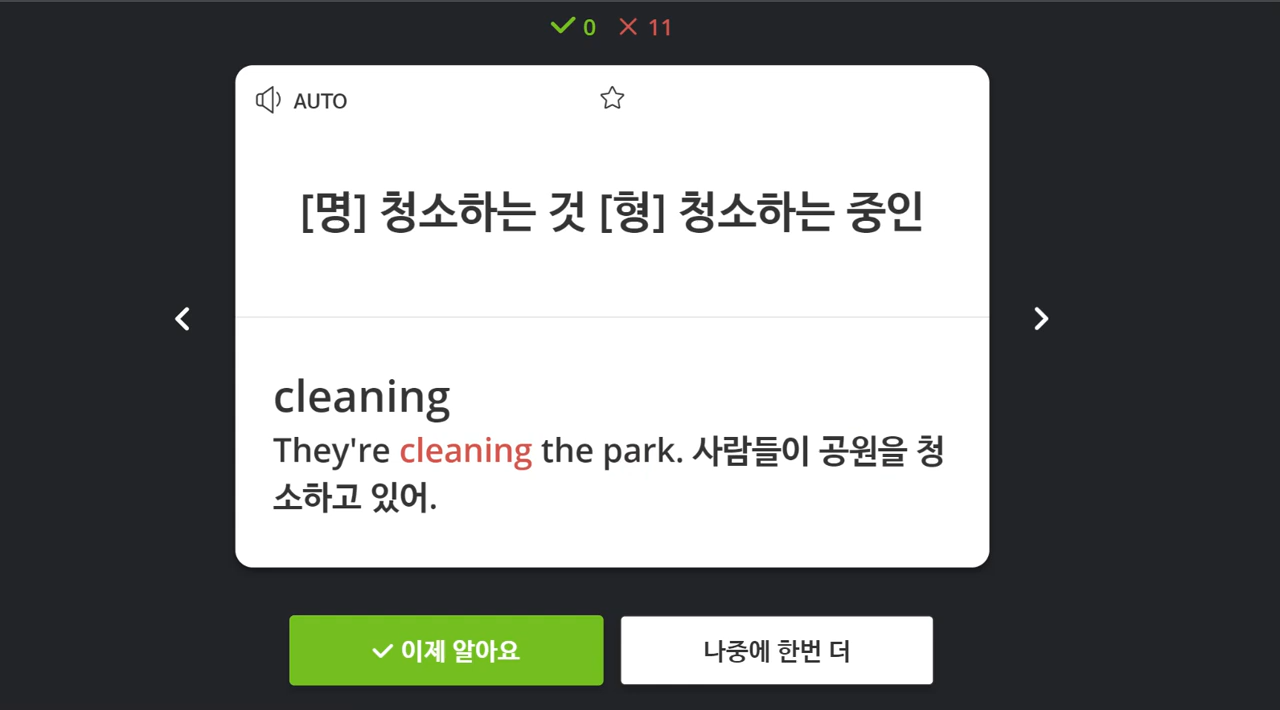 0 11
AUTO
[명] 청소하는 것 [형] 청소하는 중인
cleaning
They're cleaning the park. 사람들이 공원을 청
소하고 있어.
이제 알아요
나중에 한번 더